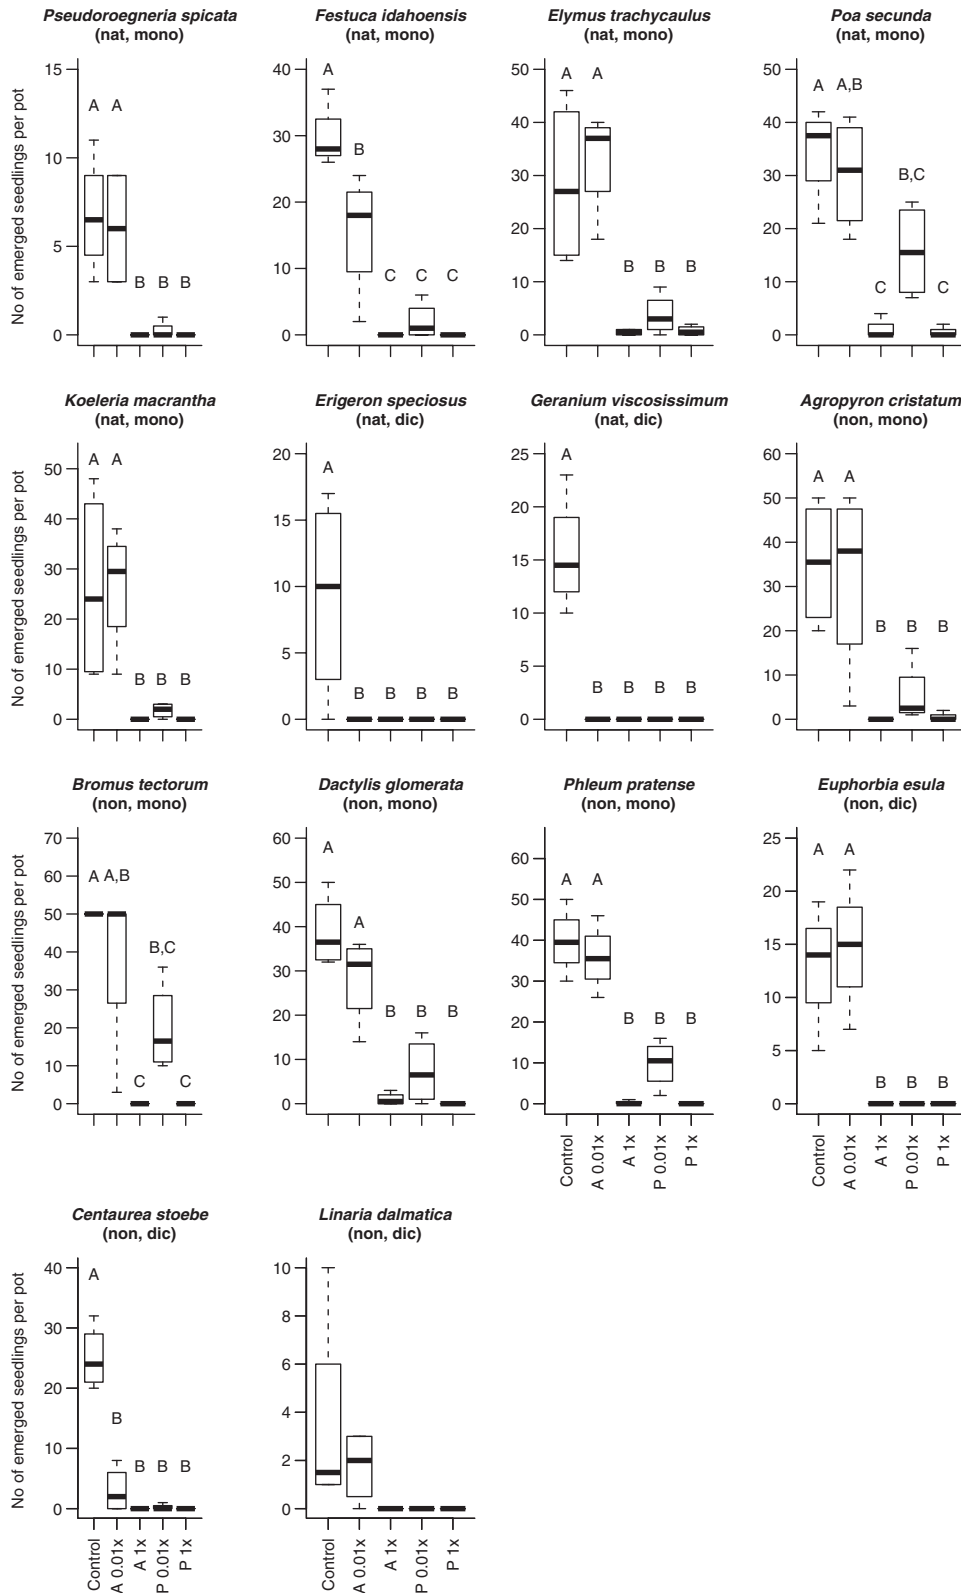 Pseudoroegneria spicata
(nat, mono)
Festuca idahoensis
(nat, mono)
Elymus trachycaulus
(nat, mono)
Poa secunda
(nat, mono)
No of emerged seedlings per pot
15
10
5
0
A A
B B B
40
30
20
10
0
A
B
C C C
50
40
30
20
10
0
A A
B B B
50
40
30
20
10
0
A A,B
B,C
C C
Koeleria macrantha
(nat, mono)
Erigeron speciosus
(nat, dic)
Geranium viscosissimum
(nat, dic)
Agropyron cristatum
(non, mono)
No of emerged seedlings per pot
50
40
30
20
10
0
A A
B B B
20
15
10
5
0
A
B B B B
25
20
15
10
5
0
A
B B B B
60
50
40
30
20
10
0
A A
B B B
Bromus tectorum
(non, mono)
Dactylis glomerata
(non, mono)
Phleum pratense
(non, mono)
Euphorbia esula
(non, dic)
No of emerged seedlings per pot
70
60
50
40
30
20
10
0
A A,B
B,C
C C
60
50
40
30
20
10
0
A
A
B B B
60
50
40
30
20
10
0
A A
B B B
Control
A 0.01x
A 1x
P 0.01x
P 1x
25
20
15
10
5
0
A A
B B B
Control
A 0.01x
A 1x
P 0.01x
P 1x
Centaurea stoebe
(non, dic)
Linaria dalmatica
(non, dic)
No of emerged seedlings per pot
40
30
20
10
0
A
B
B B B
Control
A 0.01x
A 1x
P 0.01x
P 1x
10
8
6
4
2
0
Control
A 0.01x
A 1x
P 0.01x
P 1x